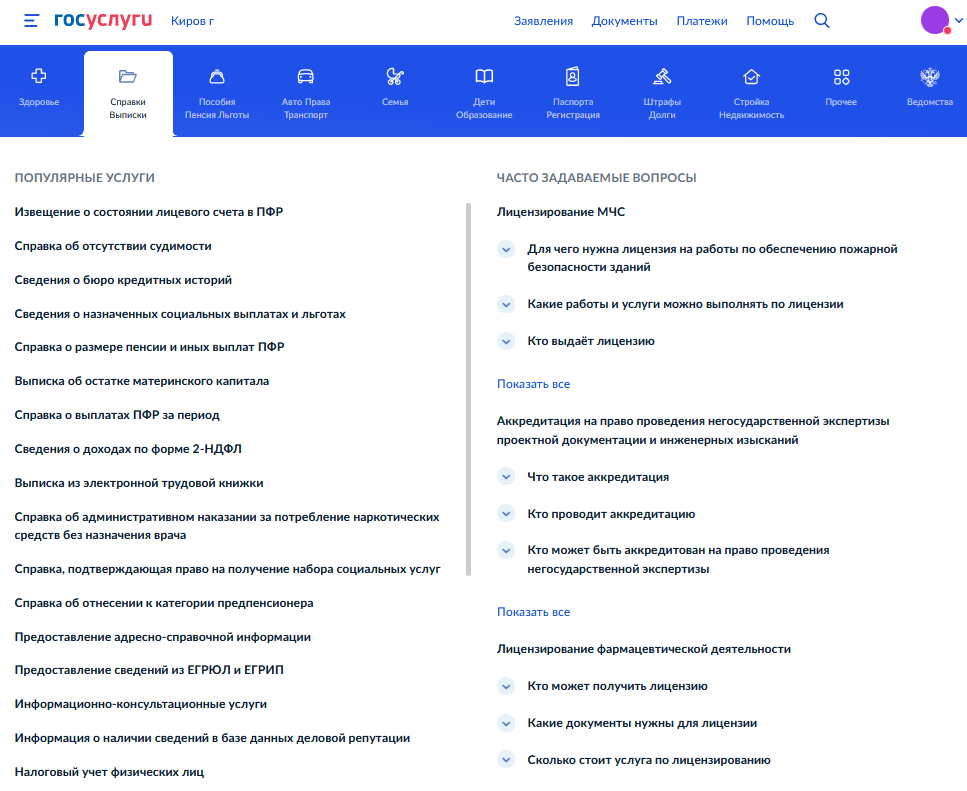 госуслуги
Киров г
Заявления
Документы
Платежи
Помощь
Здоровье
Справки
Выписки
Пособия
Пенсия Льготы
Авто Права
Транспорт
Семья
Дети
Образование
Паспорта
Регистрация
Штрафы
Долги
Стройка
Недвижимость
Прочее
Ведомства
ПОПУЛЯРНЫЕ УСЛУГИ
Извещение о состоянии лицевого счета в ПФР
Справка об отсутствии судимости
Сведения о бюро кредитных историй
Сведения о назначенных социальных выплатах и льготах
Справка о размере пенсии и иных выплат ПФР
Выписка об остатке материнского капитала
Справка о выплатах ПФР за период
Сведения о доходах по форме 2-НДФЛ
Выписка из электронной трудовой книжки
Справка об административном наказании за потребление наркотических
средств без назначения врача
Справка, подтверждающая право на получение набора социальных услуг
Справка об отнесении к категории предпенсионера
Предоставление адресно-справочной информации
Предоставление сведений из ЕГРЮЛ и ЕГРИП
Информационно-консультационные услуги
Информация о наличии сведений в базе данных деловой репутации
Налоговый учет физических лиц
ЧАСТО ЗАДАВАЕМЫЕ ВОПРОСЫ
Лицензирование МЧС
Для чего нужна лицензия на работы по обеспечению пожарной
безопасности зданий
Какие работы и услуги можно выполнять по лицензии
Кто выдаёт лицензию
Показать все
Аккредитация на право проведения негосударственной экспертизы
проектной документации и инженерных изысканий
Что такое аккредитация
Кто проводит аккредитацию
Кто может быть аккредитован на право проведения
негосударственной экспертизы
Показать все
Лицензирование фармацевтической деятельности
Кто может получить лицензию
Какие документы нужны для лицензии
Сколько стоит услуга по лицензированию